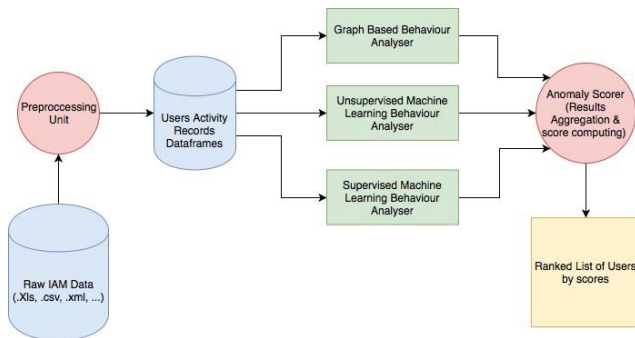 Graph Based Behaviour
Analyser
Preproccessing
Unit
Users Activity
Records
Dataframes
Unsupervised Machine
Learning Behaviour
Analyser
Anomaly Scorer
(Results
Aggregation &
score computing)
Supervised Machine
Learning Behaviour
Analyser
Raw IAM Data
(.Xls, .csv, .xml, ...)
Ranked List of Users
by scores